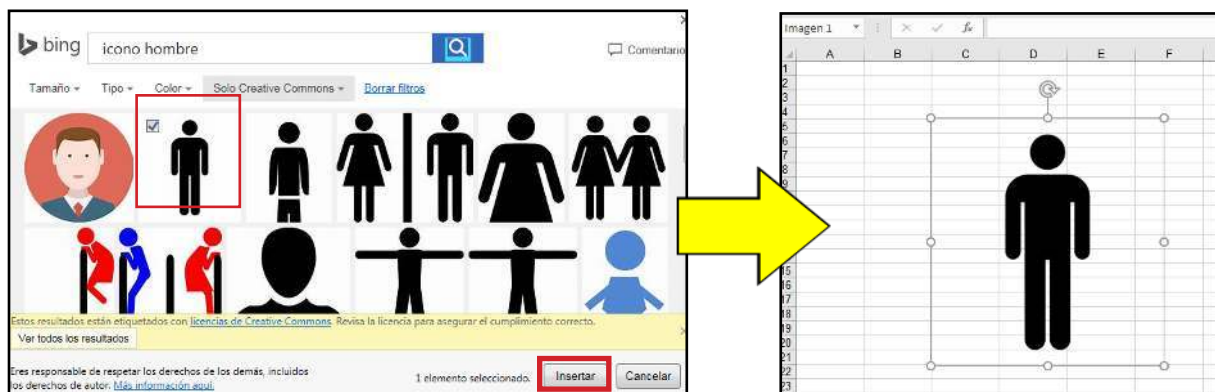 bing
icono hombre
Comentario
Tamaño Tipo Color Solo Creative Commons Borrar filtros
Estos resultados están etiquetados con licencias de Creative Commons. Revisa la licencia para asegurar el cumplimiento correcto.
Ver todos los resultados
Eres responsable de respetar los derechos de los demás, incluidos
los derechos de autor. Más información aquí.
1 elemento seleccionado. Insertar Cancelar
Imagen 1 fx
A B C D E F
1
2
3
4
5
6
7
8
9
15
16
17
18
19
20
21
22
23